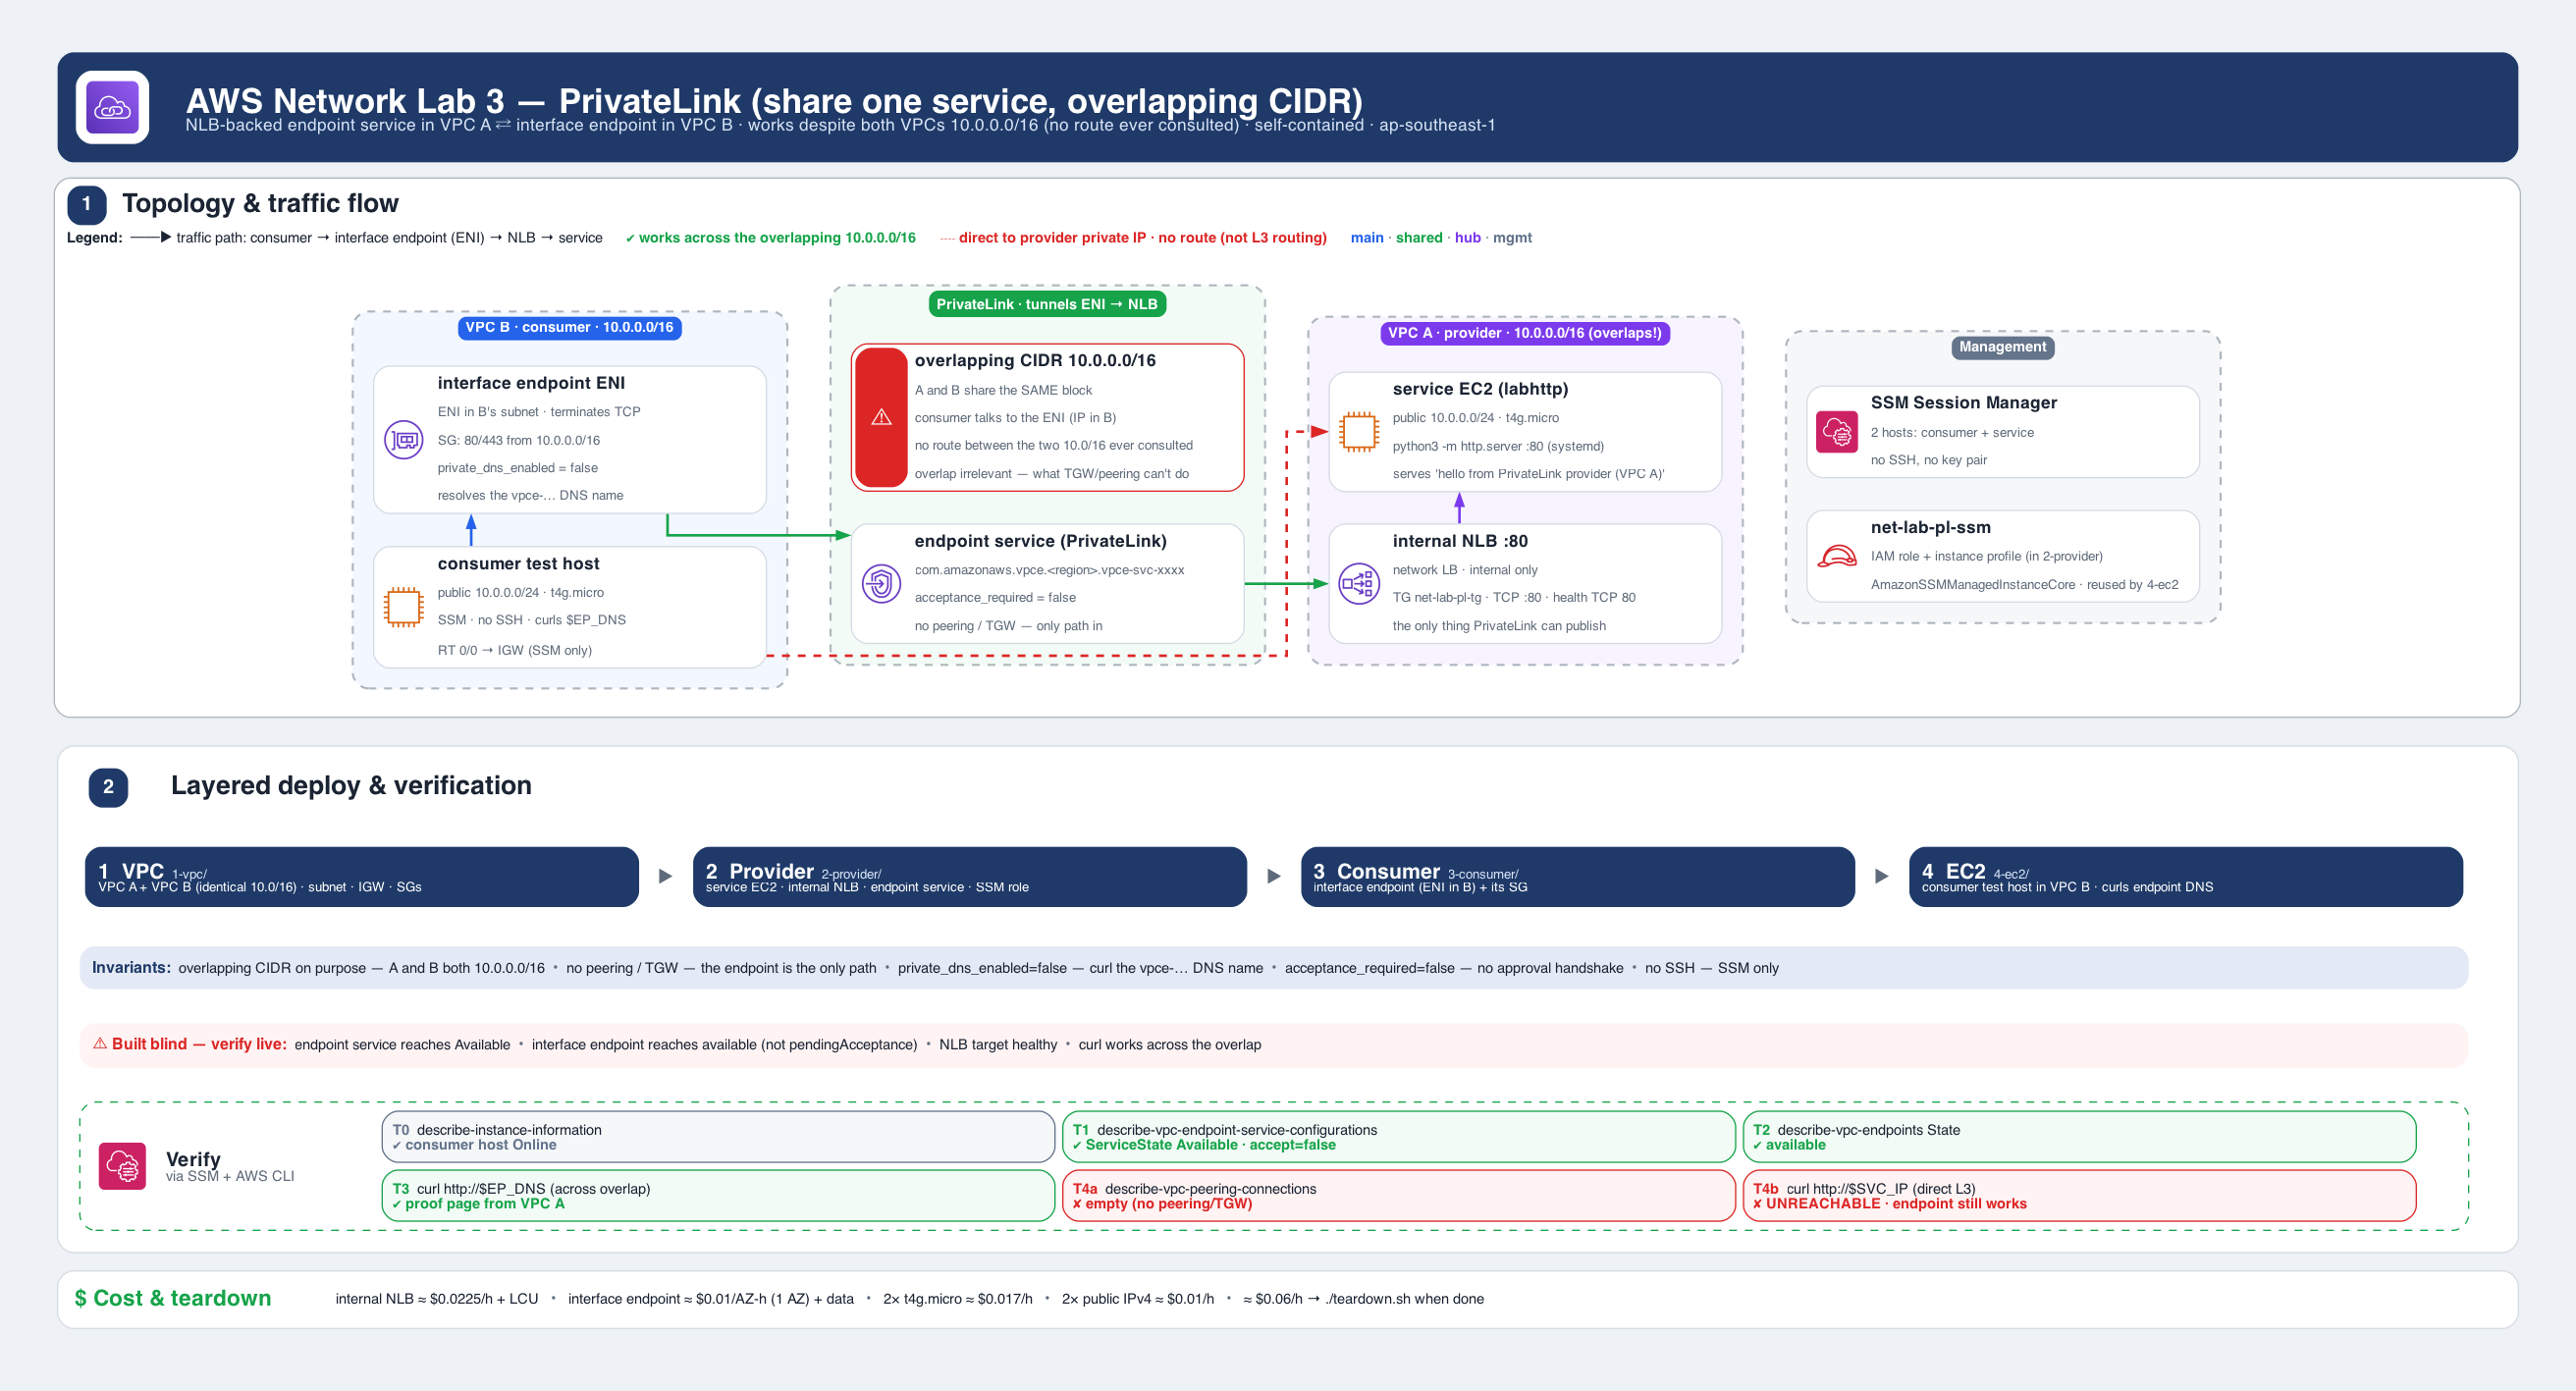 AWS Network Lab 3 — PrivateLink (share one service, overlapping CIDR)
NLB-backed endpoint service in VPC A ⇄ interface endpoint in VPC B · works despite both VPCs 10.0.0.0/16 (no route ever consulted) · self-contained · ap-southeast-1
1 Topology & traffic flow
Legend: ──▶ traffic path: consumer → interface endpoint (ENI) → NLB → service ✔ works across the overlapping 10.0.0.0/16 ---- direct to provider private IP · no route (not L3 routing) main · shared · hub · mgmt
VPC B · consumer · 10.0.0.0/16
interface endpoint ENI
ENI in B's subnet · terminates TCP
SG: 80/443 from 10.0.0.0/16
private_dns_enabled = false
resolves the vpce-… DNS name
consumer test host
public 10.0.0.0/24 · t4g.micro
SSM · no SSH · curls $EP_DNS
RT 0/0 → IGW (SSM only)
PrivateLink · tunnels ENI → NLB
⚠
overlapping CIDR 10.0.0.0/16
A and B share the SAME block
consumer talks to the ENI (IP in B)
no route between the two 10.0/16 ever consulted
overlap irrelevant — what TGW/peering can't do
endpoint service (PrivateLink)
com.amazonaws.vpce.<region>.vpce-svc-xxxx
acceptance_required = false
no peering / TGW — only path in
VPC A · provider · 10.0.0.0/16 (overlaps!)
service EC2 (labhttp)
public 10.0.0.0/24 · t4g.micro
python3 -m http.server :80 (systemd)
serves 'hello from PrivateLink provider (VPC A)'
internal NLB :80
network LB · internal only
TG net-lab-pl-tg · TCP :80 · health TCP 80
the only thing PrivateLink can publish
Management
SSM Session Manager
2 hosts: consumer + service
no SSH, no key pair
net-lab-pl-ssm
IAM role + instance profile (in 2-provider)
AmazonSSMManagedInstanceCore · reused by 4-ec2
2 Layered deploy & verification
1 VPC 1-vpc/
VPC A + VPC B (identical 10.0/16) · subnet · IGW · SGs
2 Provider 2-provider/
service EC2 · internal NLB · endpoint service · SSM role
3 Consumer 3-consumer/
interface endpoint (ENI in B) + its SG
4 EC2 4-ec2/
consumer test host in VPC B · curls endpoint DNS
Invariants: overlapping CIDR on purpose — A and B both 10.0.0.0/16 • no peering / TGW — the endpoint is the only path • private_dns_enabled=false — curl the vpce-… DNS name • acceptance_required=false — no approval handshake • no SSH — SSM only
⚠ Built blind — verify live: endpoint service reaches Available • interface endpoint reaches available (not pendingAcceptance) • NLB target healthy • curl works across the overlap
Verify
via SSM + AWS CLI
T0 describe-instance-information
✔ consumer host Online
T1 describe-vpc-endpoint-service-configurations
✔ ServiceState Available · accept=false
T2 describe-vpc-endpoints State
✔ available
T3 curl http://$EP_DNS (across overlap)
✔ proof page from VPC A
T4a describe-vpc-peering-connections
✘ empty (no peering/TGW)
T4b curl http://$SVC_IP (direct L3)
✘ UNREACHABLE · endpoint still works
$ Cost & teardown
internal NLB ≈ $0.0225/h + LCU • interface endpoint ≈ $0.01/AZ-h (1 AZ) + data • 2× t4g.micro ≈ $0.017/h • 2× public IPv4 ≈ $0.01/h • ≈ $0.06/h → ./teardown.sh when done